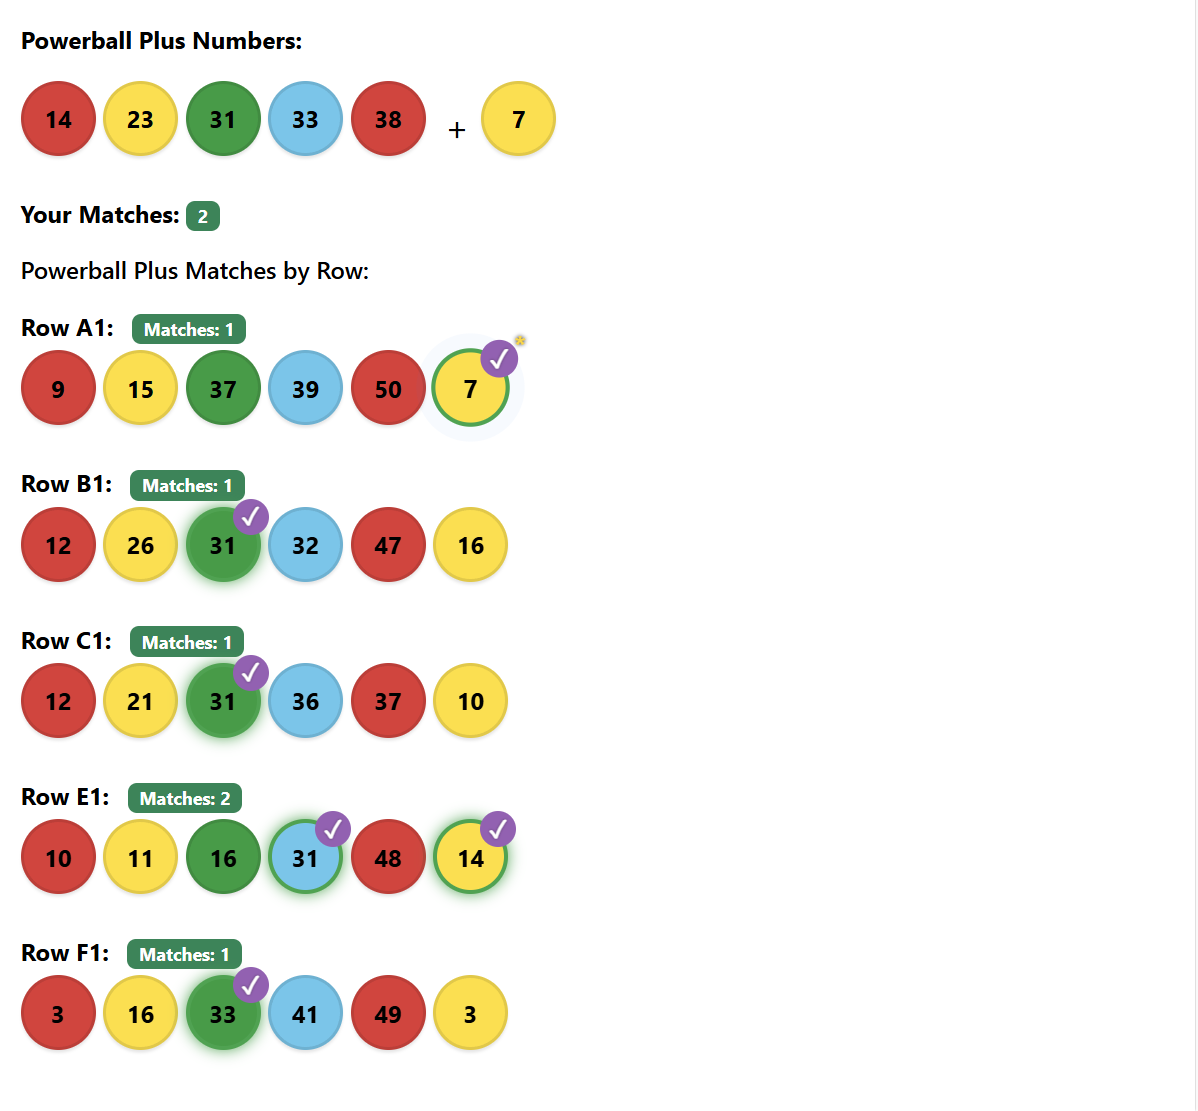 Powerball Plus Numbers:
14 23 31 33 38 + 7
Your Matches: 2
Powerball Plus Matches by Row:
Row A1: Matches: 1
9 15 37 39 50 7 *
Row B1: Matches: 1
12 26 31 32 47 16
Row C1: Matches: 1
12 21 31 36 37 10
Row E1: Matches: 2
10 11 16 31 48 14
Row F1: Matches: 1
3 16 33 41 49 3